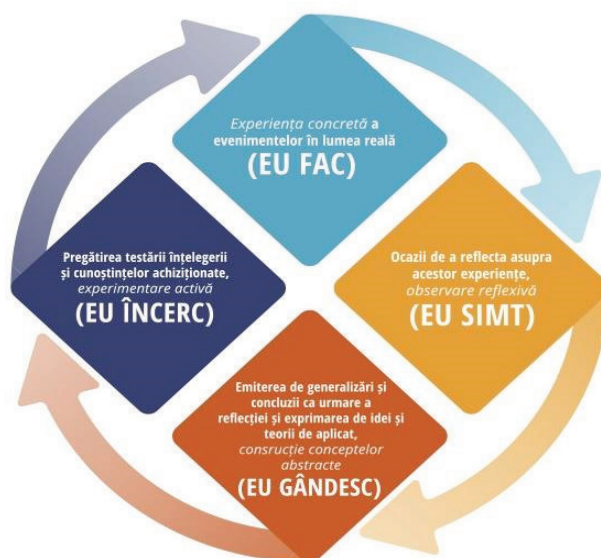 Experiența concretă a
evenimentelor în lumea reală
(EU FAC)
Pregătirea testării înțelegerii
și cunoștințelor achiziționate,
experimentare activă
(EU ÎNCERC)
Ocazii de a reflecta asupra
acestor experiențe,
observare reflexivă
(EU SIMT)
Emiterea de generalizări și
concluzii ca urmare a
reflecției și exprimarea de idei și
teorii de aplicat,
consrucție conceptelor
abstracte
(EU GÂNDESC)